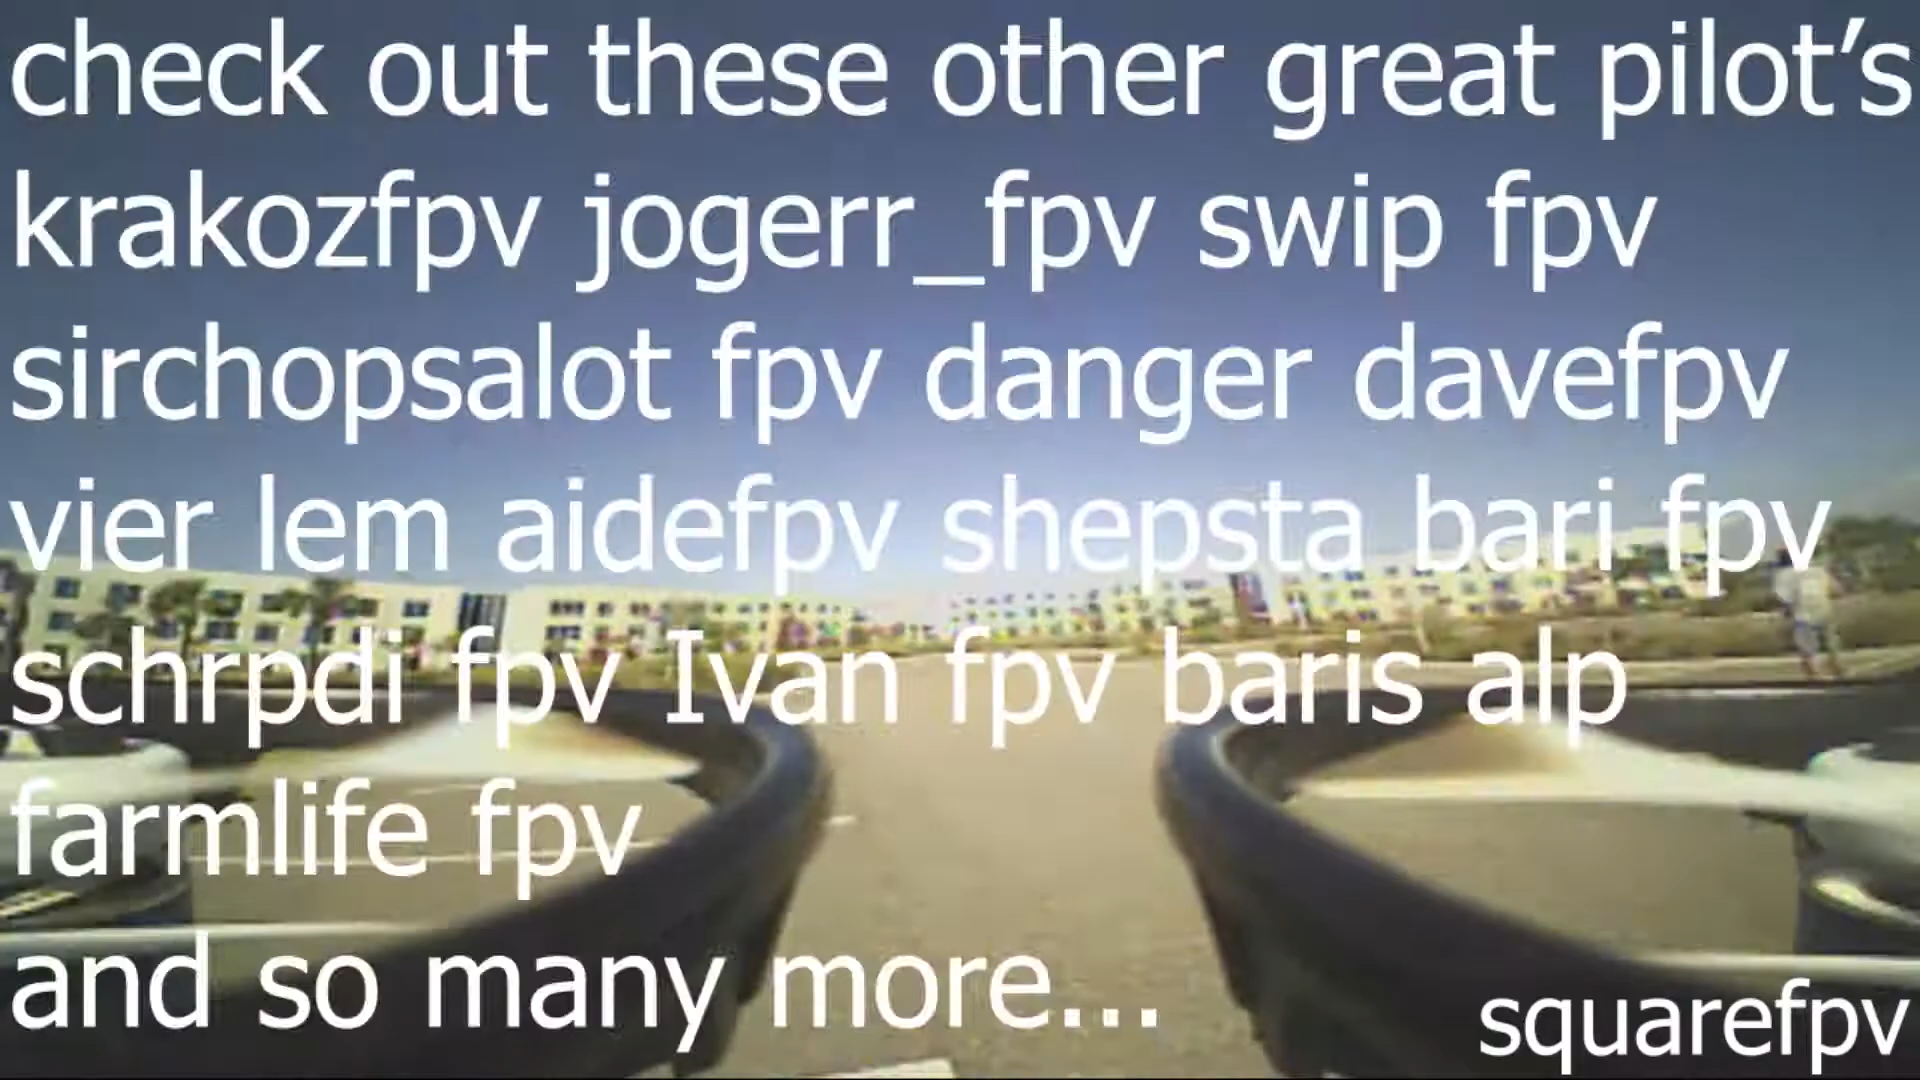 check out these other great pilot’s
krakozfpv jogerr_fpv swip fpv
sirchopsalot fpv danger davefpv
vier lem aidefpv shepsta bari fpv
schrpdi fpv Ivan fpv baris alp
farmlife fpv
and so many more...
squarefpv